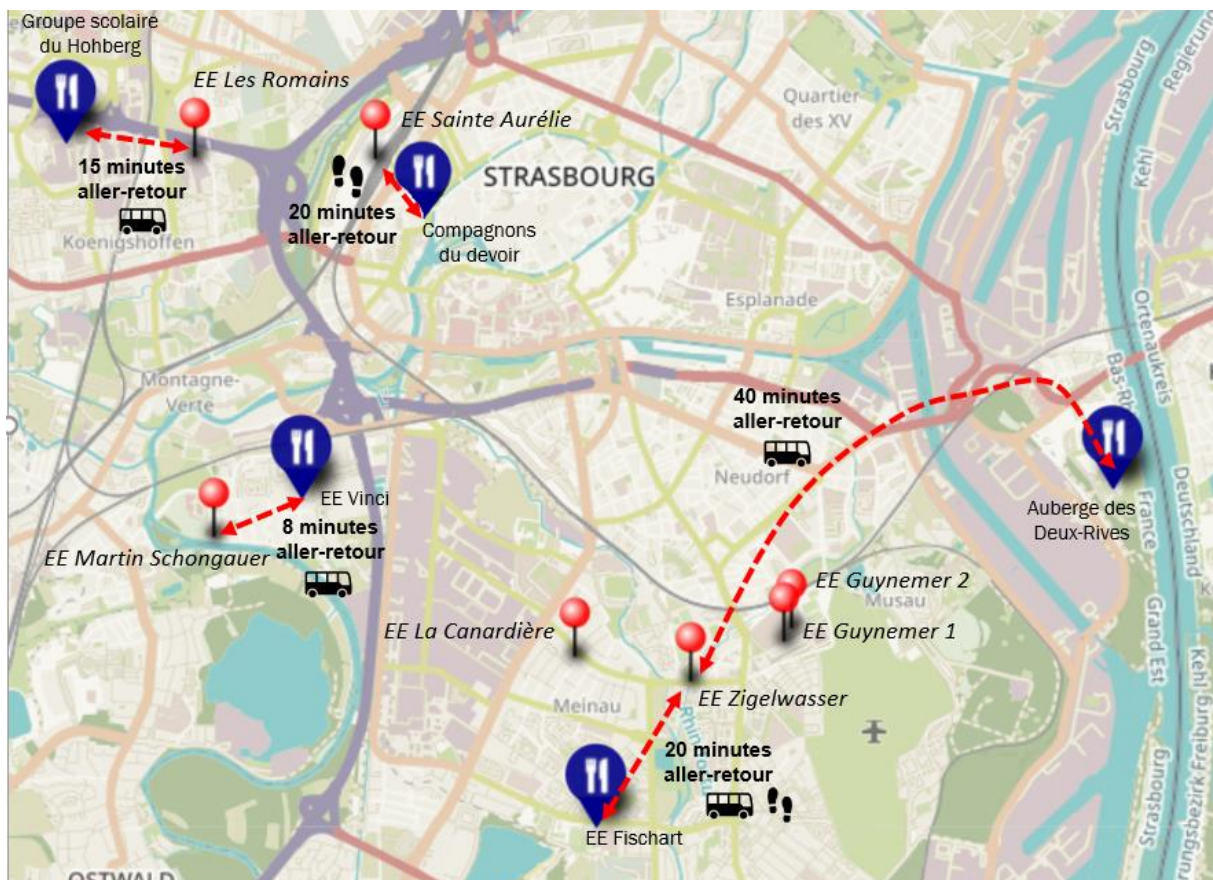 Groupe scolaire
du Hohberg
EE Les Romains
EE Sainte Aurélie
Quartier
des XV
Strasbourg
Kehl
15 minutes
aller-retour
STRASBOURG
20 minutes
aller-retour
Compagnons
du devoir
Koenigshoffen
Esplanade
Ortenaukreis
Montagne-
Verte
40 minutes
aller-retour
Neudorf
EE Vinci
Auberge des
Deux-Rives
8 minutes
aller-retour
EE Martin Schongauer
France
Deutschland
EE Guynemer 2
Musau
EE La Canardière
EE Guynemer 1
Grand Est
EE Zigelwasser
Meinau
20 minutes
aller-retour
Kehl
Strasbourg
Freiburg
EE Fischart
OSTWALD